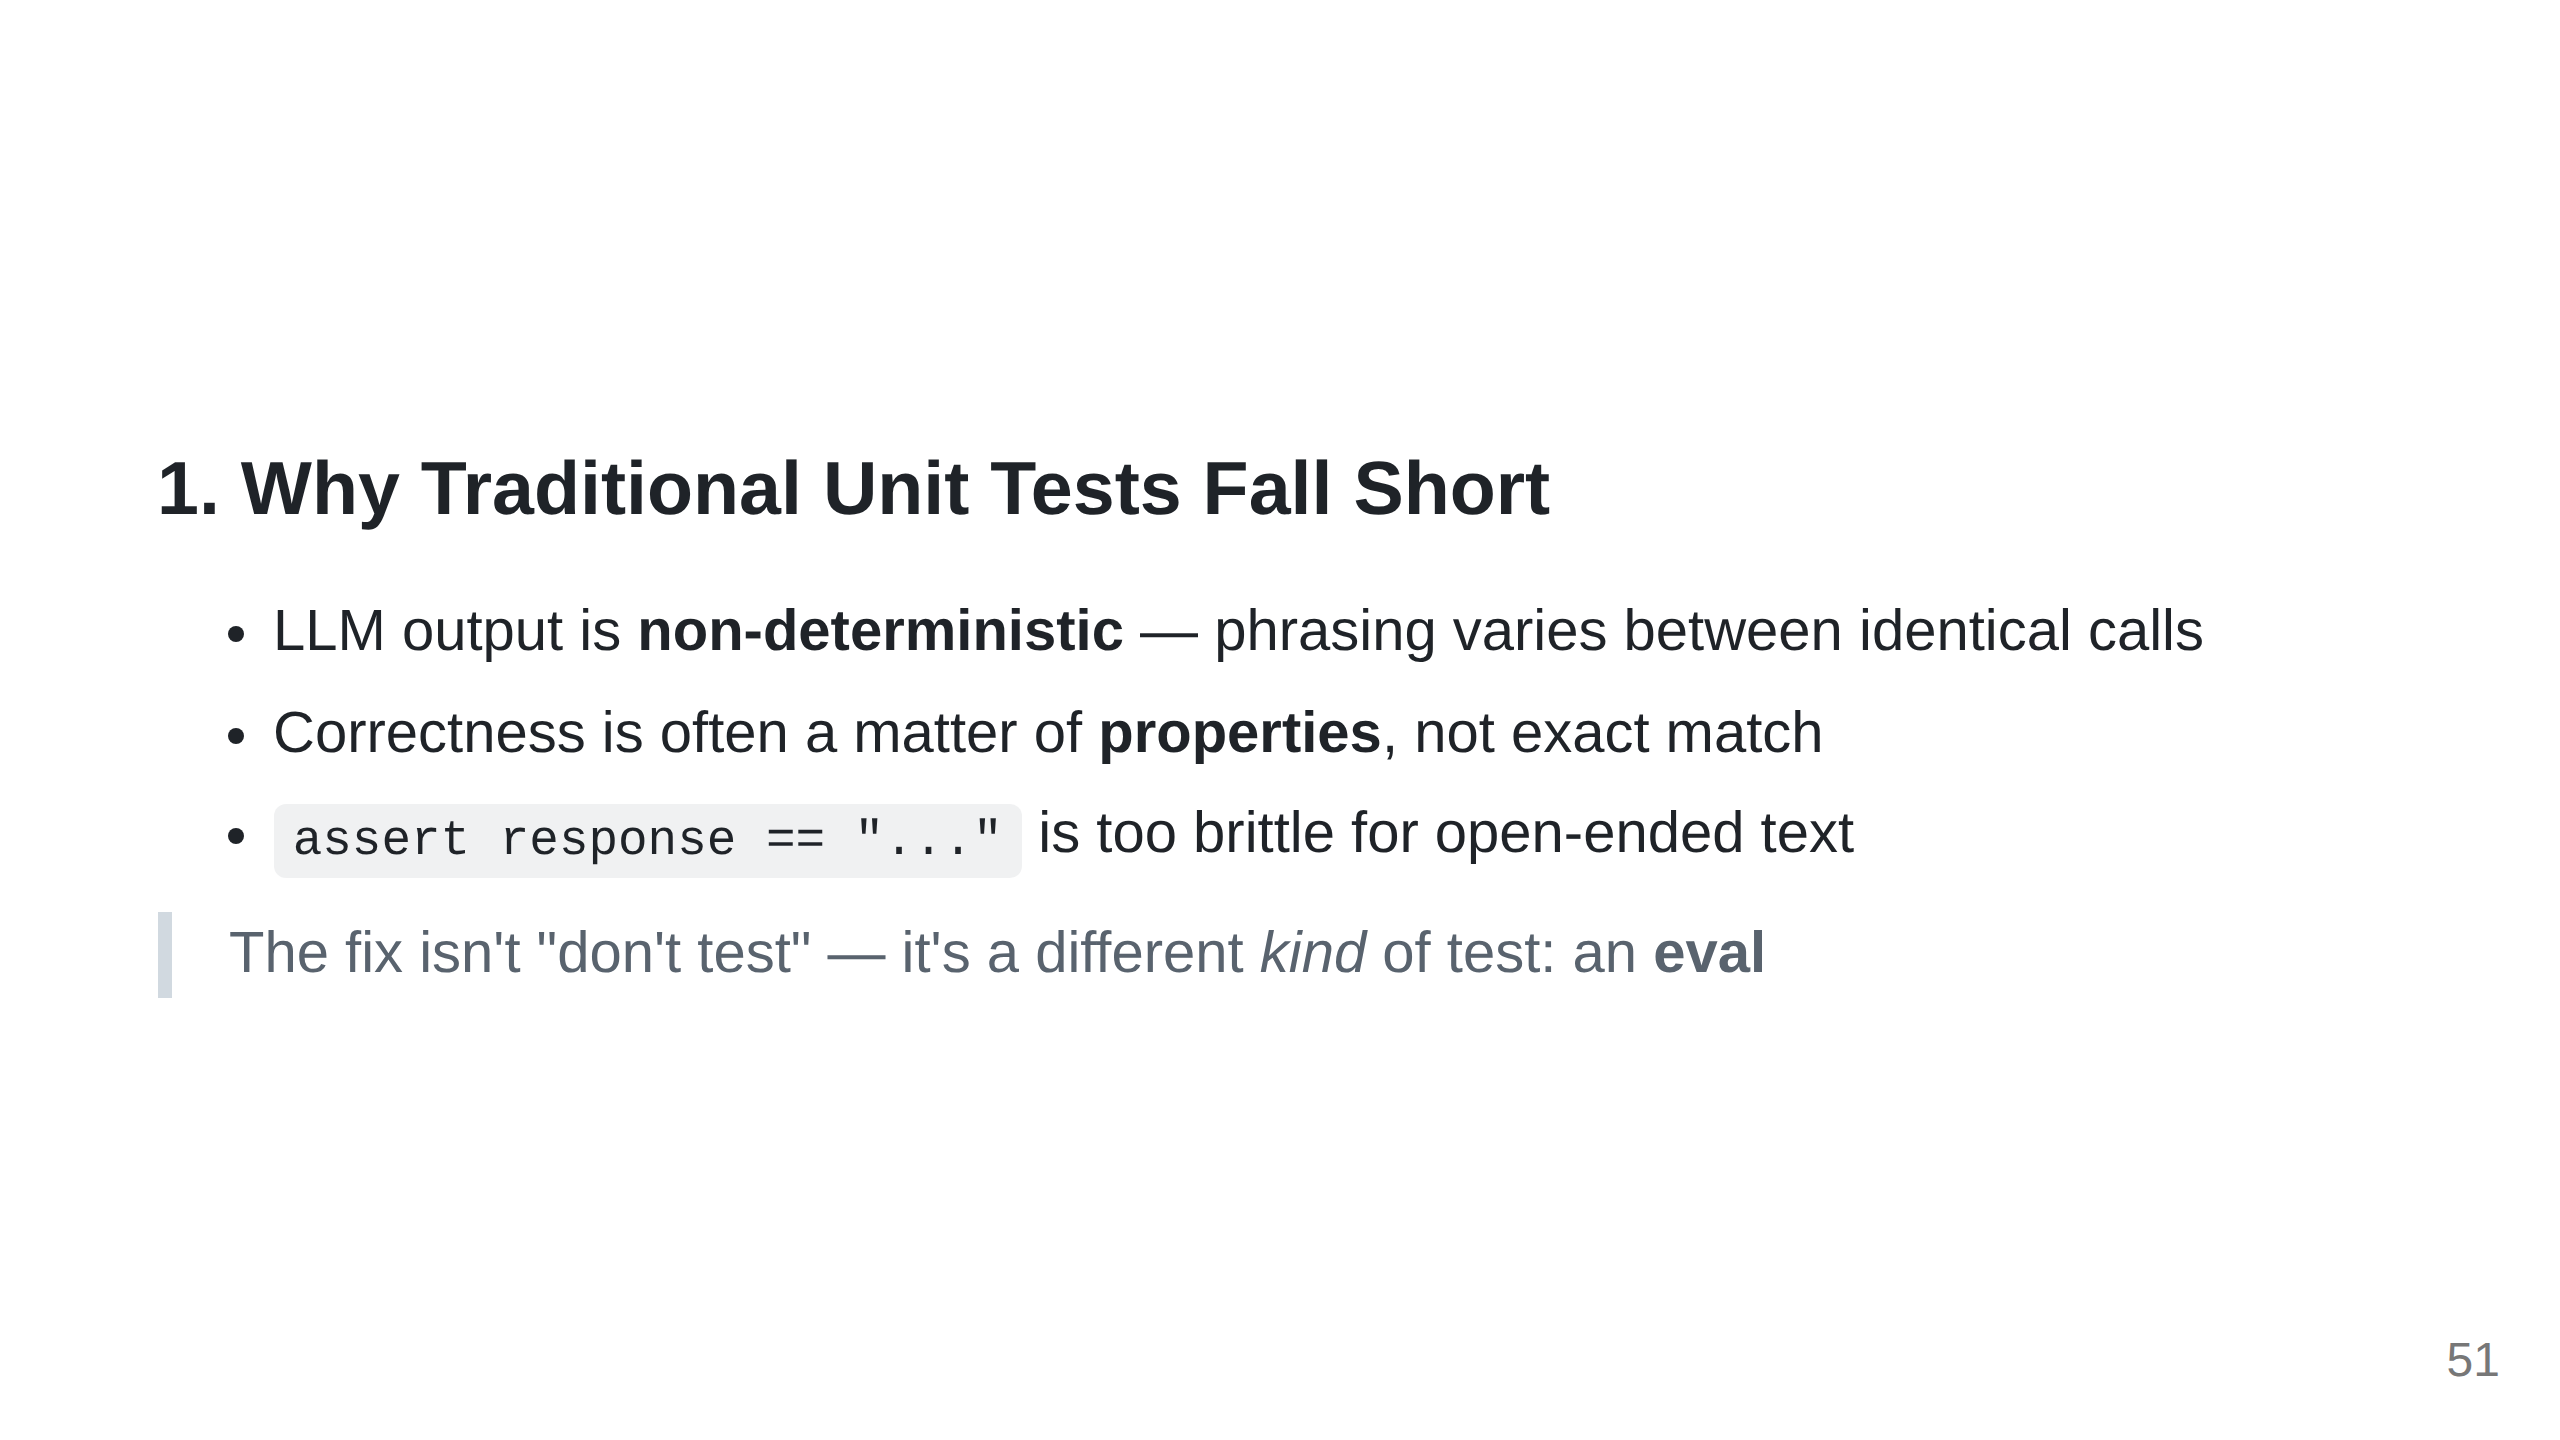 1. Why Traditional Unit Tests Fall Short
• LLM output is non-deterministic — phrasing varies between identical calls
• Correctness is often a matter of properties, not exact match
• assert response == "..." is too brittle for open-ended text
The fix isn't "don't test" — it's a different kind of test: an eval
51